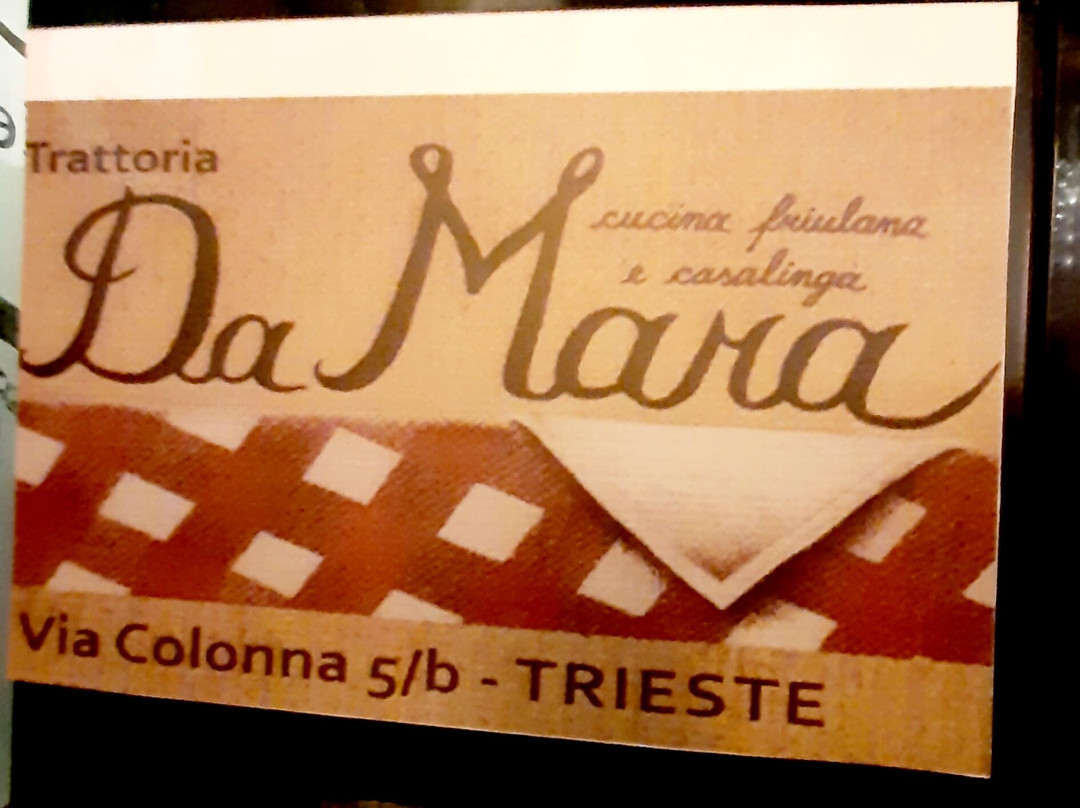 Trattoria
Da Mara
cucina friulana
e casalinga
Via Colonna 5/b - TRIESTE